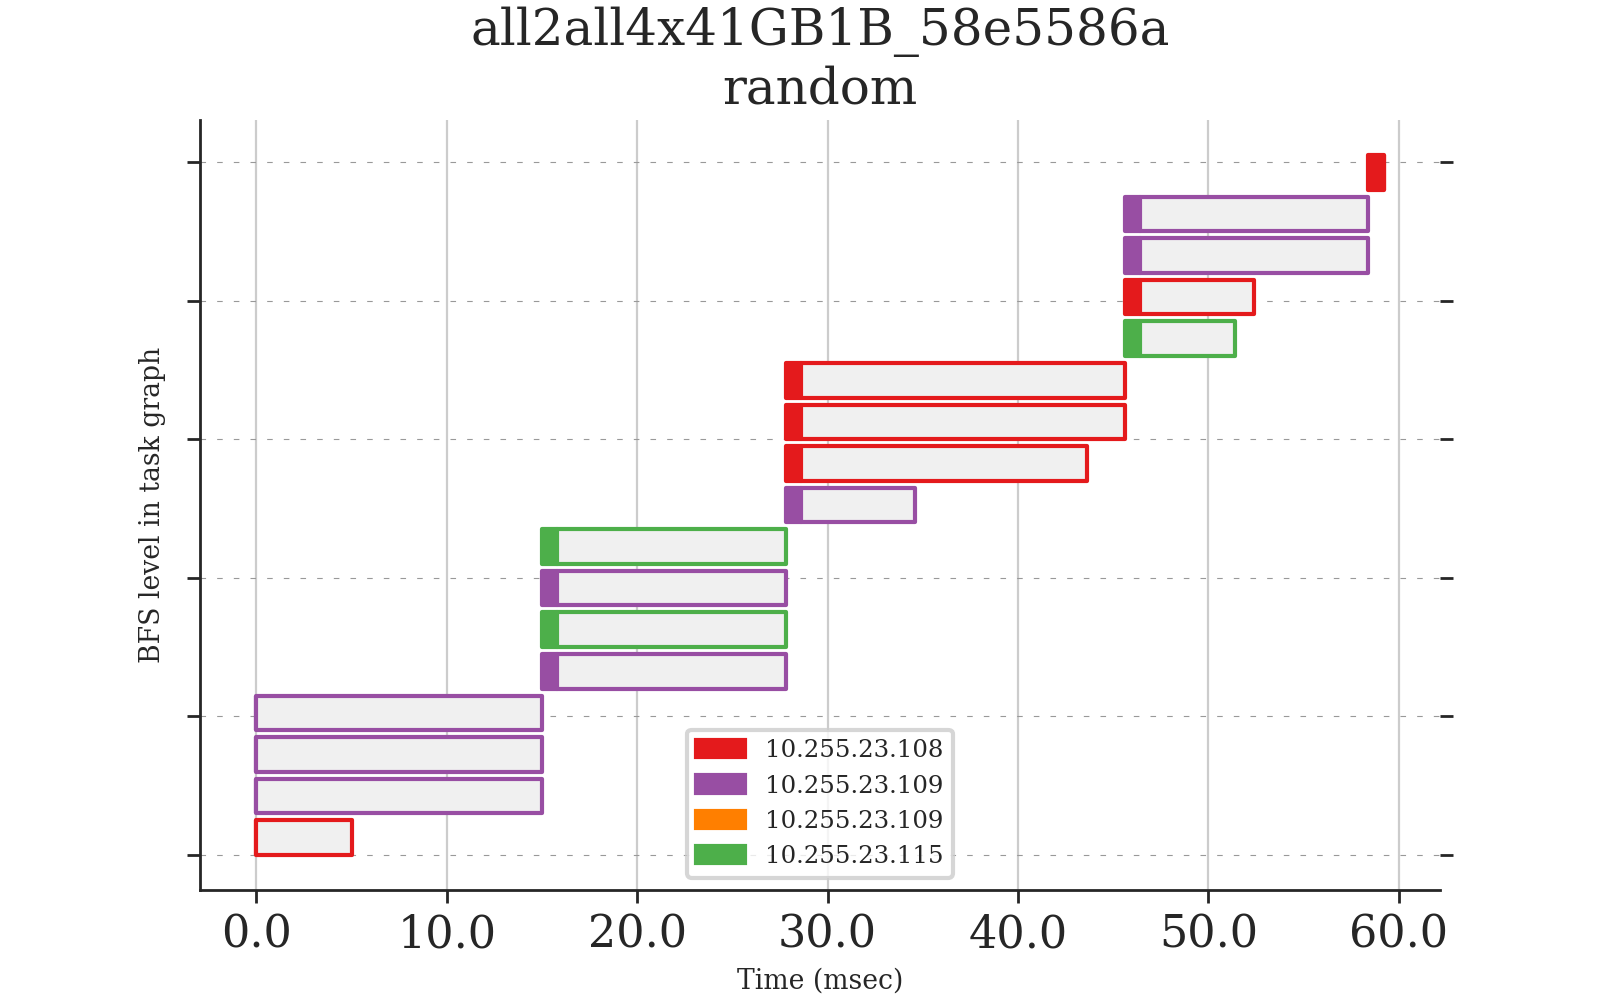 all2all4x41GB1B_58e5586a
random
BFS level in task graph
10.255.23.108
10.255.23.109
10.255.23.109
10.255.23.115
0.0 10.0 20.0 30.0 40.0 50.0 60.0
Time (msec)